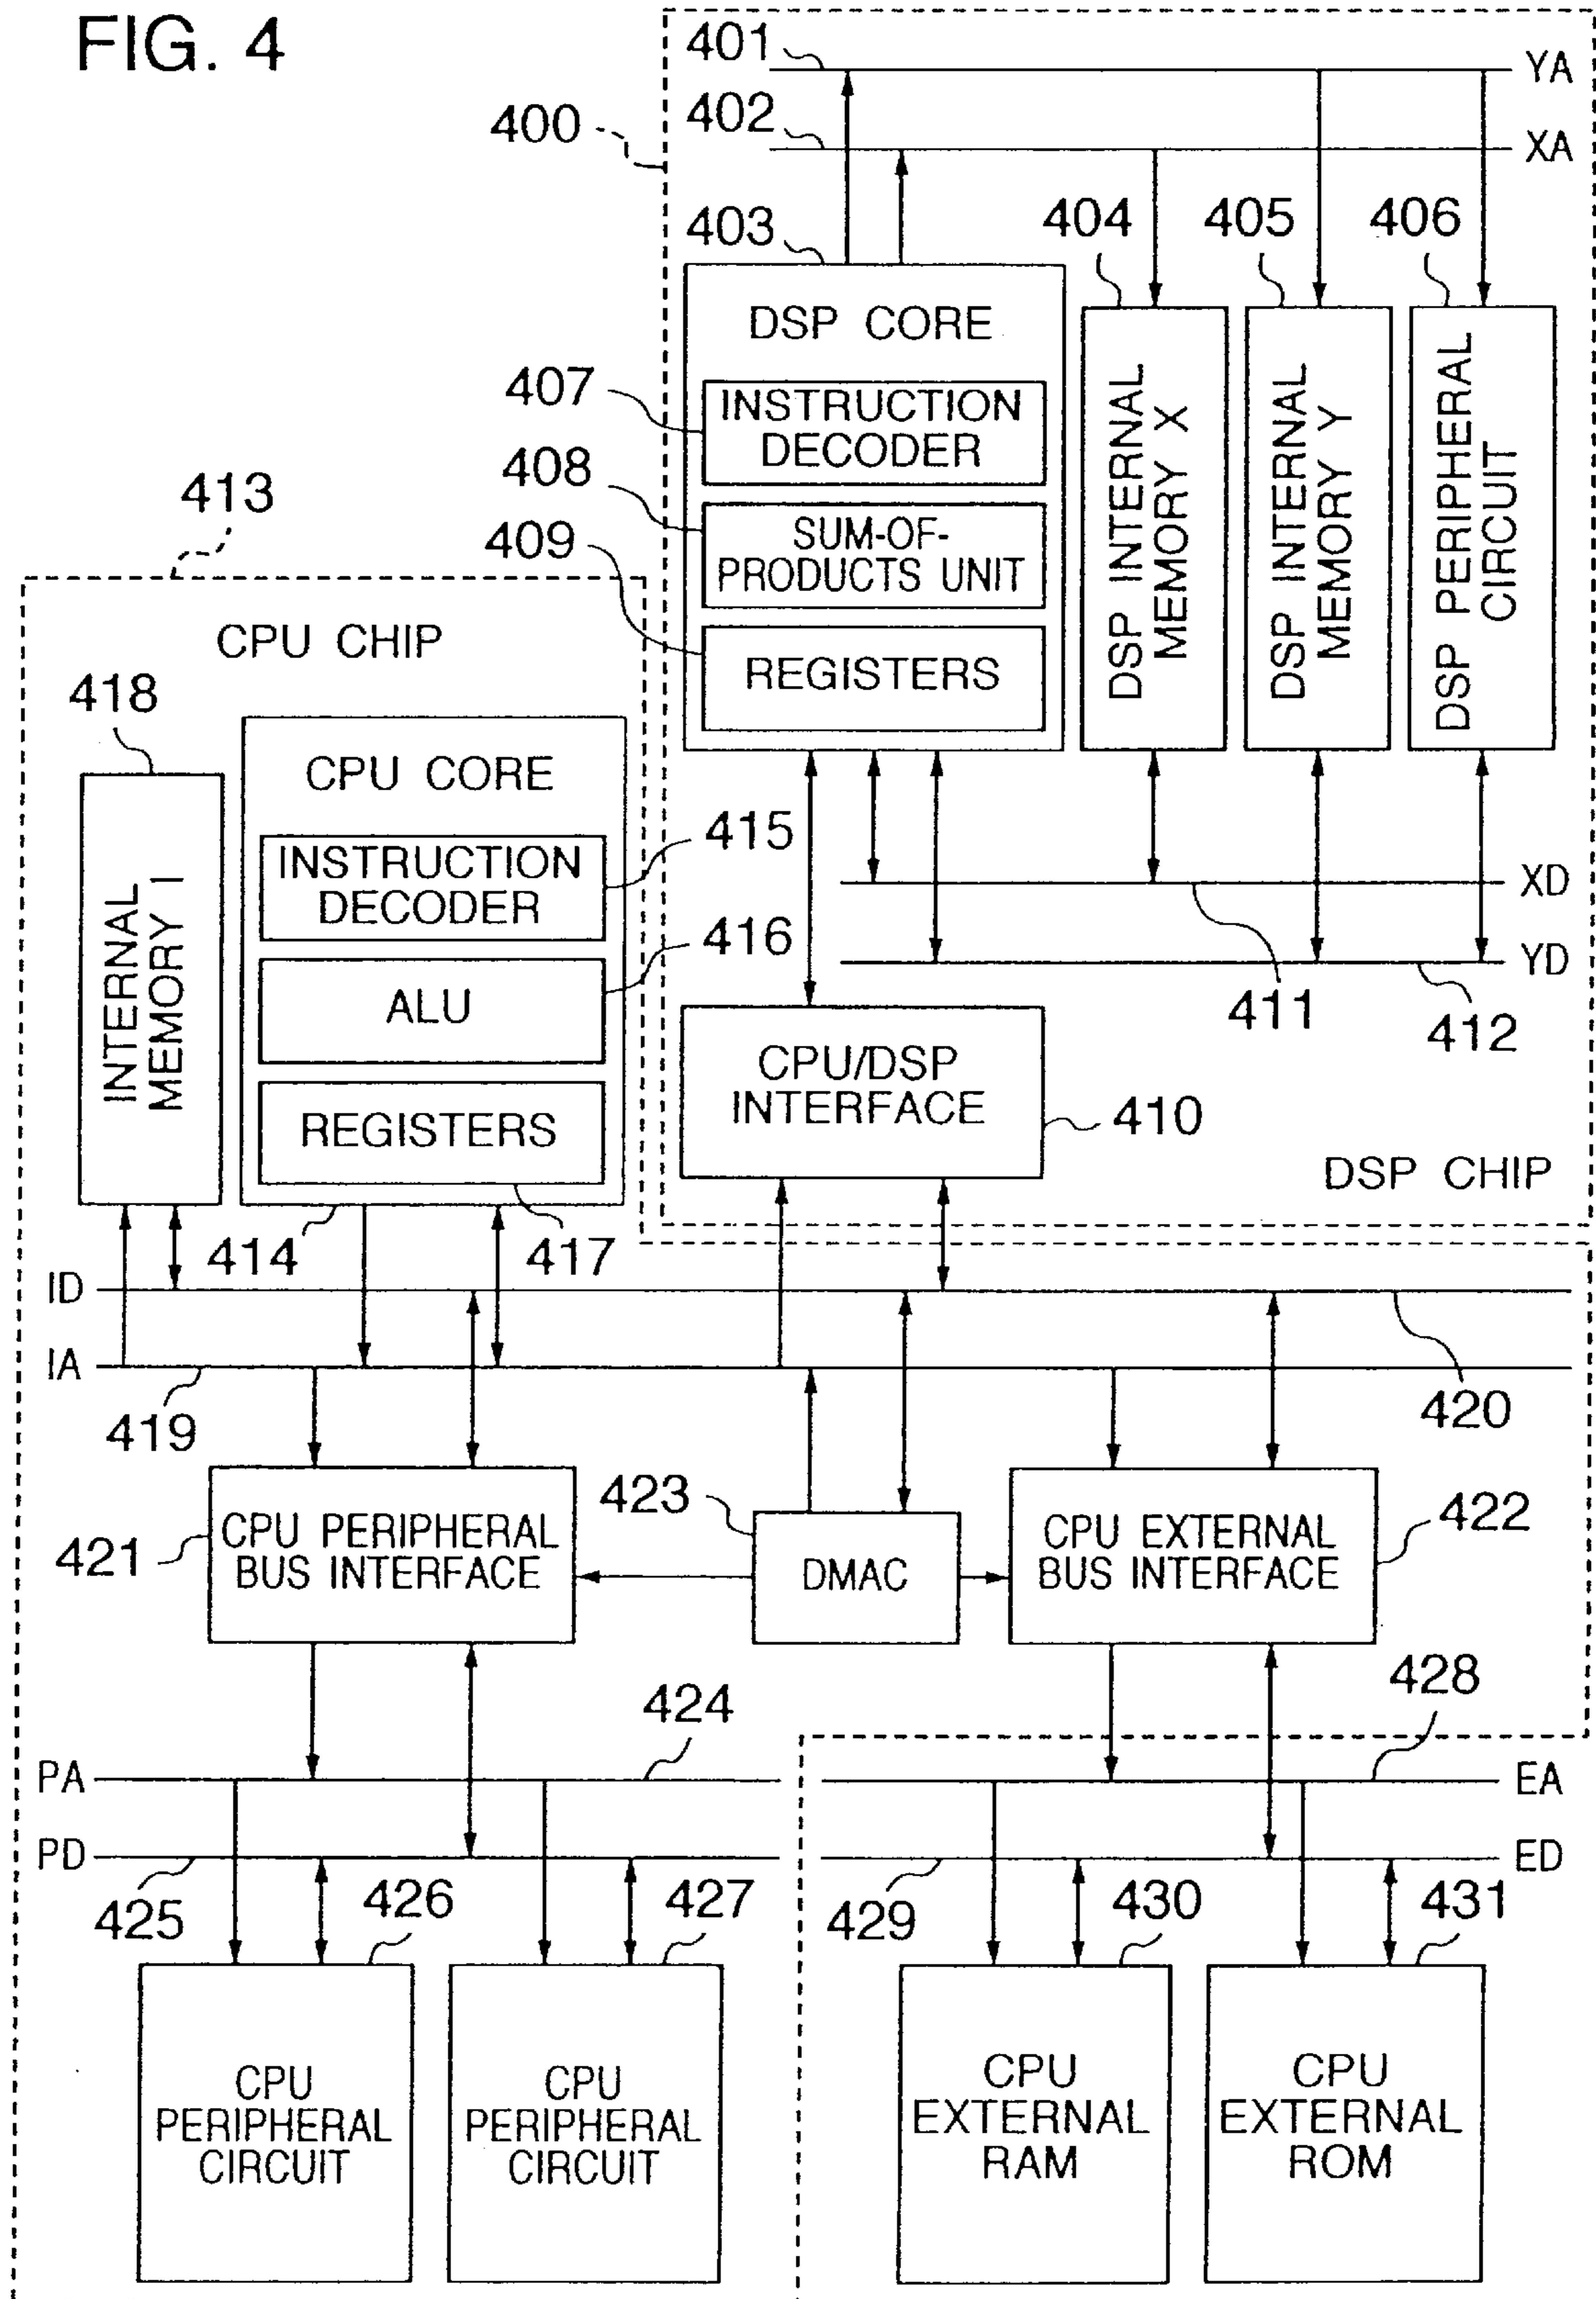 FIG. 4
401
YA
400
402
XA
403
404
405
406
DSP CORE
407
INSTRUCTION
DECODER
408
SUM-OF-
PRODUCTS UNIT
409
REGISTERS
DSP INTERNAL
MEMORY X
DSP INTERNAL
MEMORY Y
DSP PERIPHERAL
CIRCUIT
413
CPU CHIP
418
CPU CORE
INTERNAL
MEMORY I
INSTRUCTION
DECODER
415
ALU
416
REGISTERS
414
417
XD
YD
411
412
CPU/DSP
INTERFACE
410
DSP CHIP
ID
IA
419
420
421
CPU PERIPHERAL
BUS INTERFACE
423
DMAC
CPU EXTERNAL
BUS INTERFACE
422
424
428
PA
EA
PD
ED
425
426
427
429
430
431
CPU
PERIPHERAL
CIRCUIT
CPU
PERIPHERAL
CIRCUIT
CPU
EXTERNAL
RAM
CPU
EXTERNAL
ROM